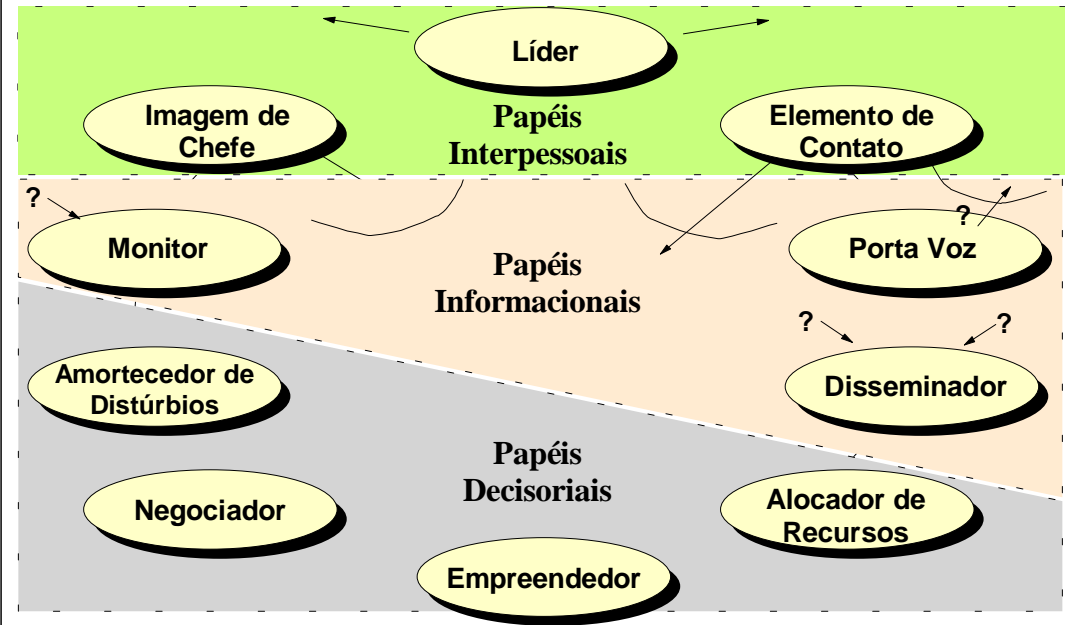 Líder
Imagem de
Chefe
Papéis
Interpessoais
Elemento de
Contato
?
Monitor
Papéis
Informacionais
?
Porta Voz
?
?
Disseminador
Amortecedor de
Distúrbios
Papéis
Decisoriais
Negociador
Alocador de
Recursos
Empreendedor